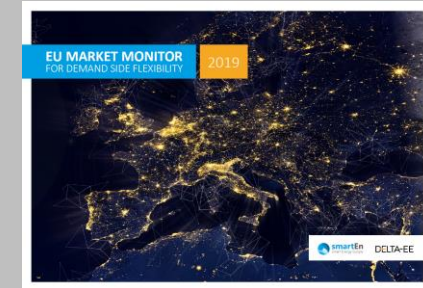 EU MARKET MONITOR
FOR DEMAND SIDE FLEXIBILITY
2019
smartEn
DELTA-EE